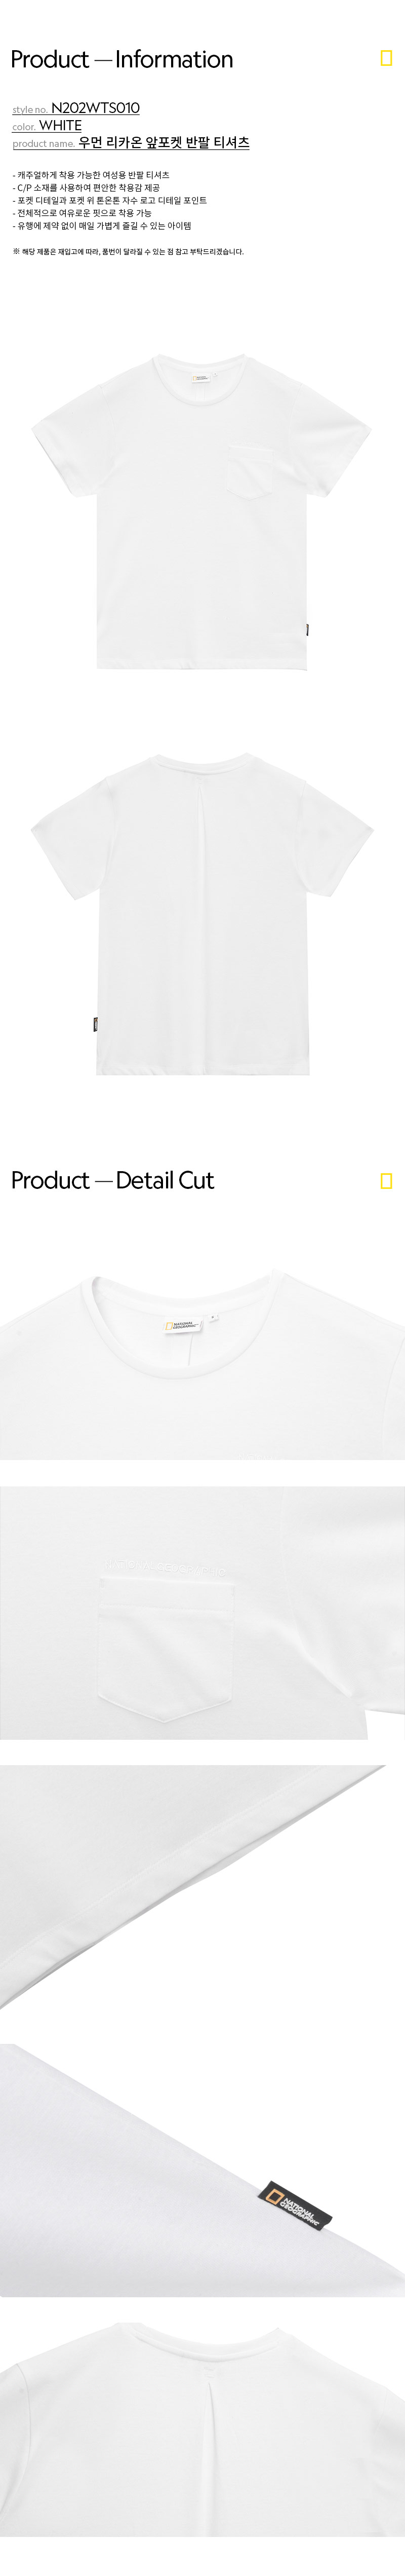 Product — Information
style no. N202WTS010
color. WHITE
product name. 우먼 리카온 앞포켓 반팔 티셔츠
- 캐주얼하게 착용 가능한 여성용 반팔 티셔츠
- C/P 소재를 사용하여 편안한 착용감 제공
- 포켓 디테일과 포켓 위 톤온톤 자수 로고 디테일 포인트
- 전체적으로 여유로운 핏으로 착용 가능
- 유행에 제약 없이 매일 가볍게 즐길 수 있는 아이템
※ 해당 제품은 재입고에 따라, 품번이 달라질 수 있는 점 참고 부탁드리겠습니다.
Product — Detail Cut
NATIONAL
GEOGRAPHIC
NATIONAL
GEOGRAPHIC